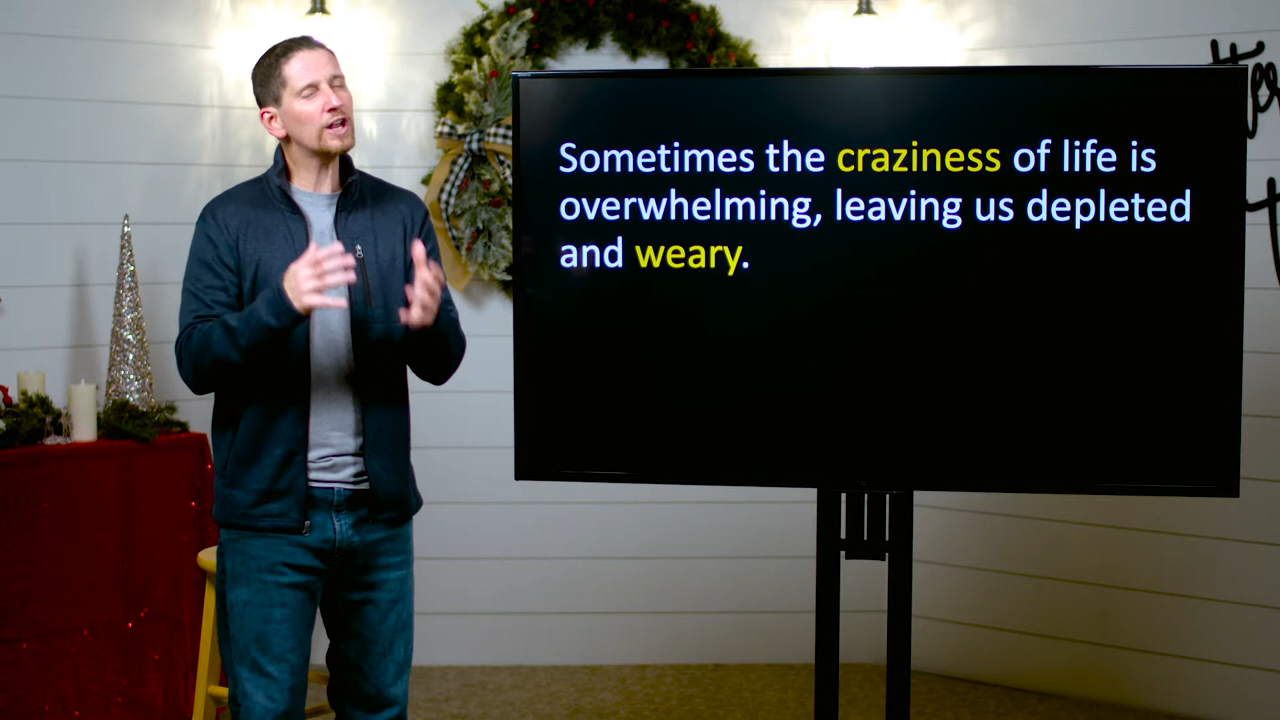 Sometimes the craziness of life is
overwhelming, leaving us depleted
and weary.